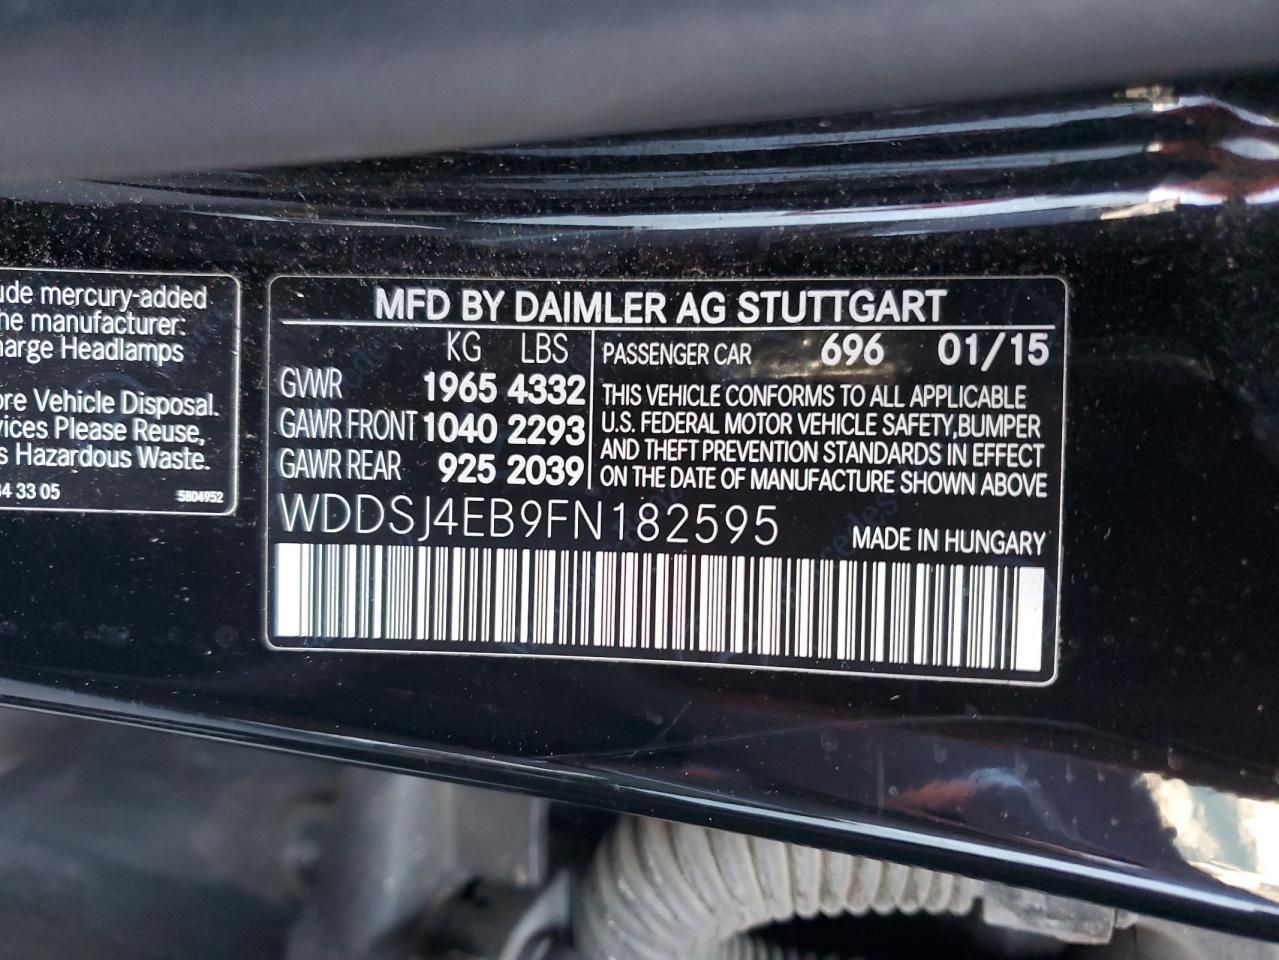 ude mercury-added
he manufacturer:
harge Headlamps
ore Vehicle Disposal.
vices Please Reuse,
s Hazardous Waste.
34 33 05
5804952
MFD BY DAIMLER AG STUTTGART
KG LBS
GVWR 1965 4332
GAWR FRONT 1040 2293
GAWR REAR 925 2039
PASSENGER CAR 696 01/15
THIS VEHICLE CONFORMS TO ALL APPLICABLE
U.S. FEDERAL MOTOR VEHICLE SAFETY,BUMPER
AND THEFT PREVENTION STANDARDS IN EFFECT
ON THE DATE OF MANUFACTURE SHOWN ABOVE
WDDSJ4EB9FN182595
MADE IN HUNGARY